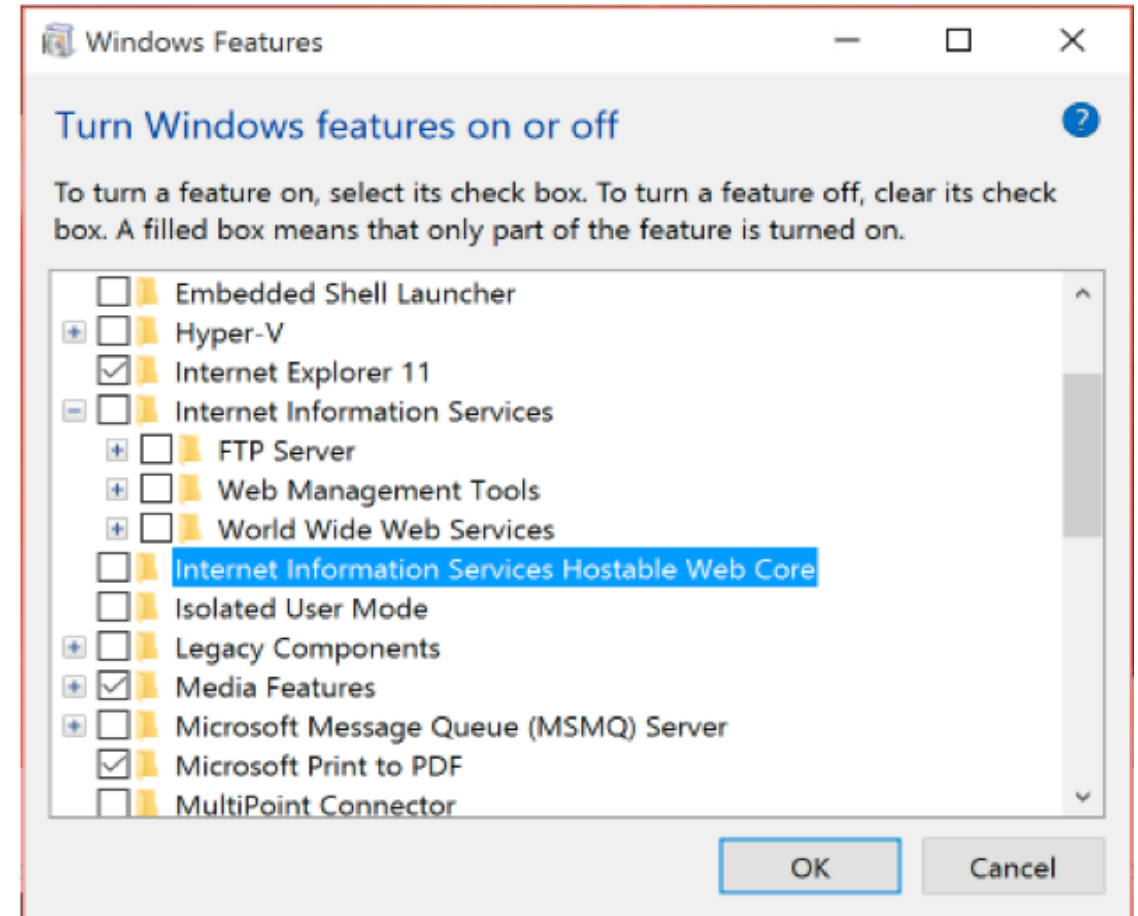 Windows Features
Turn Windows features on or off
?
To turn a feature on, select its check box. To turn a feature off, clear its check
box. A filled box means that only part of the feature is turned on.
Embedded Shell Launcher
Hyper-V
Internet Explorer 11
Internet Information Services
FTP Server
Web Management Tools
World Wide Web Services
Internet Information Services Hostable Web Core
Isolated User Mode
Legacy Components
Media Features
Microsoft Message Queue (MSMQ) Server
Microsoft Print to PDF
MultiPoint Connector
OK Cancel